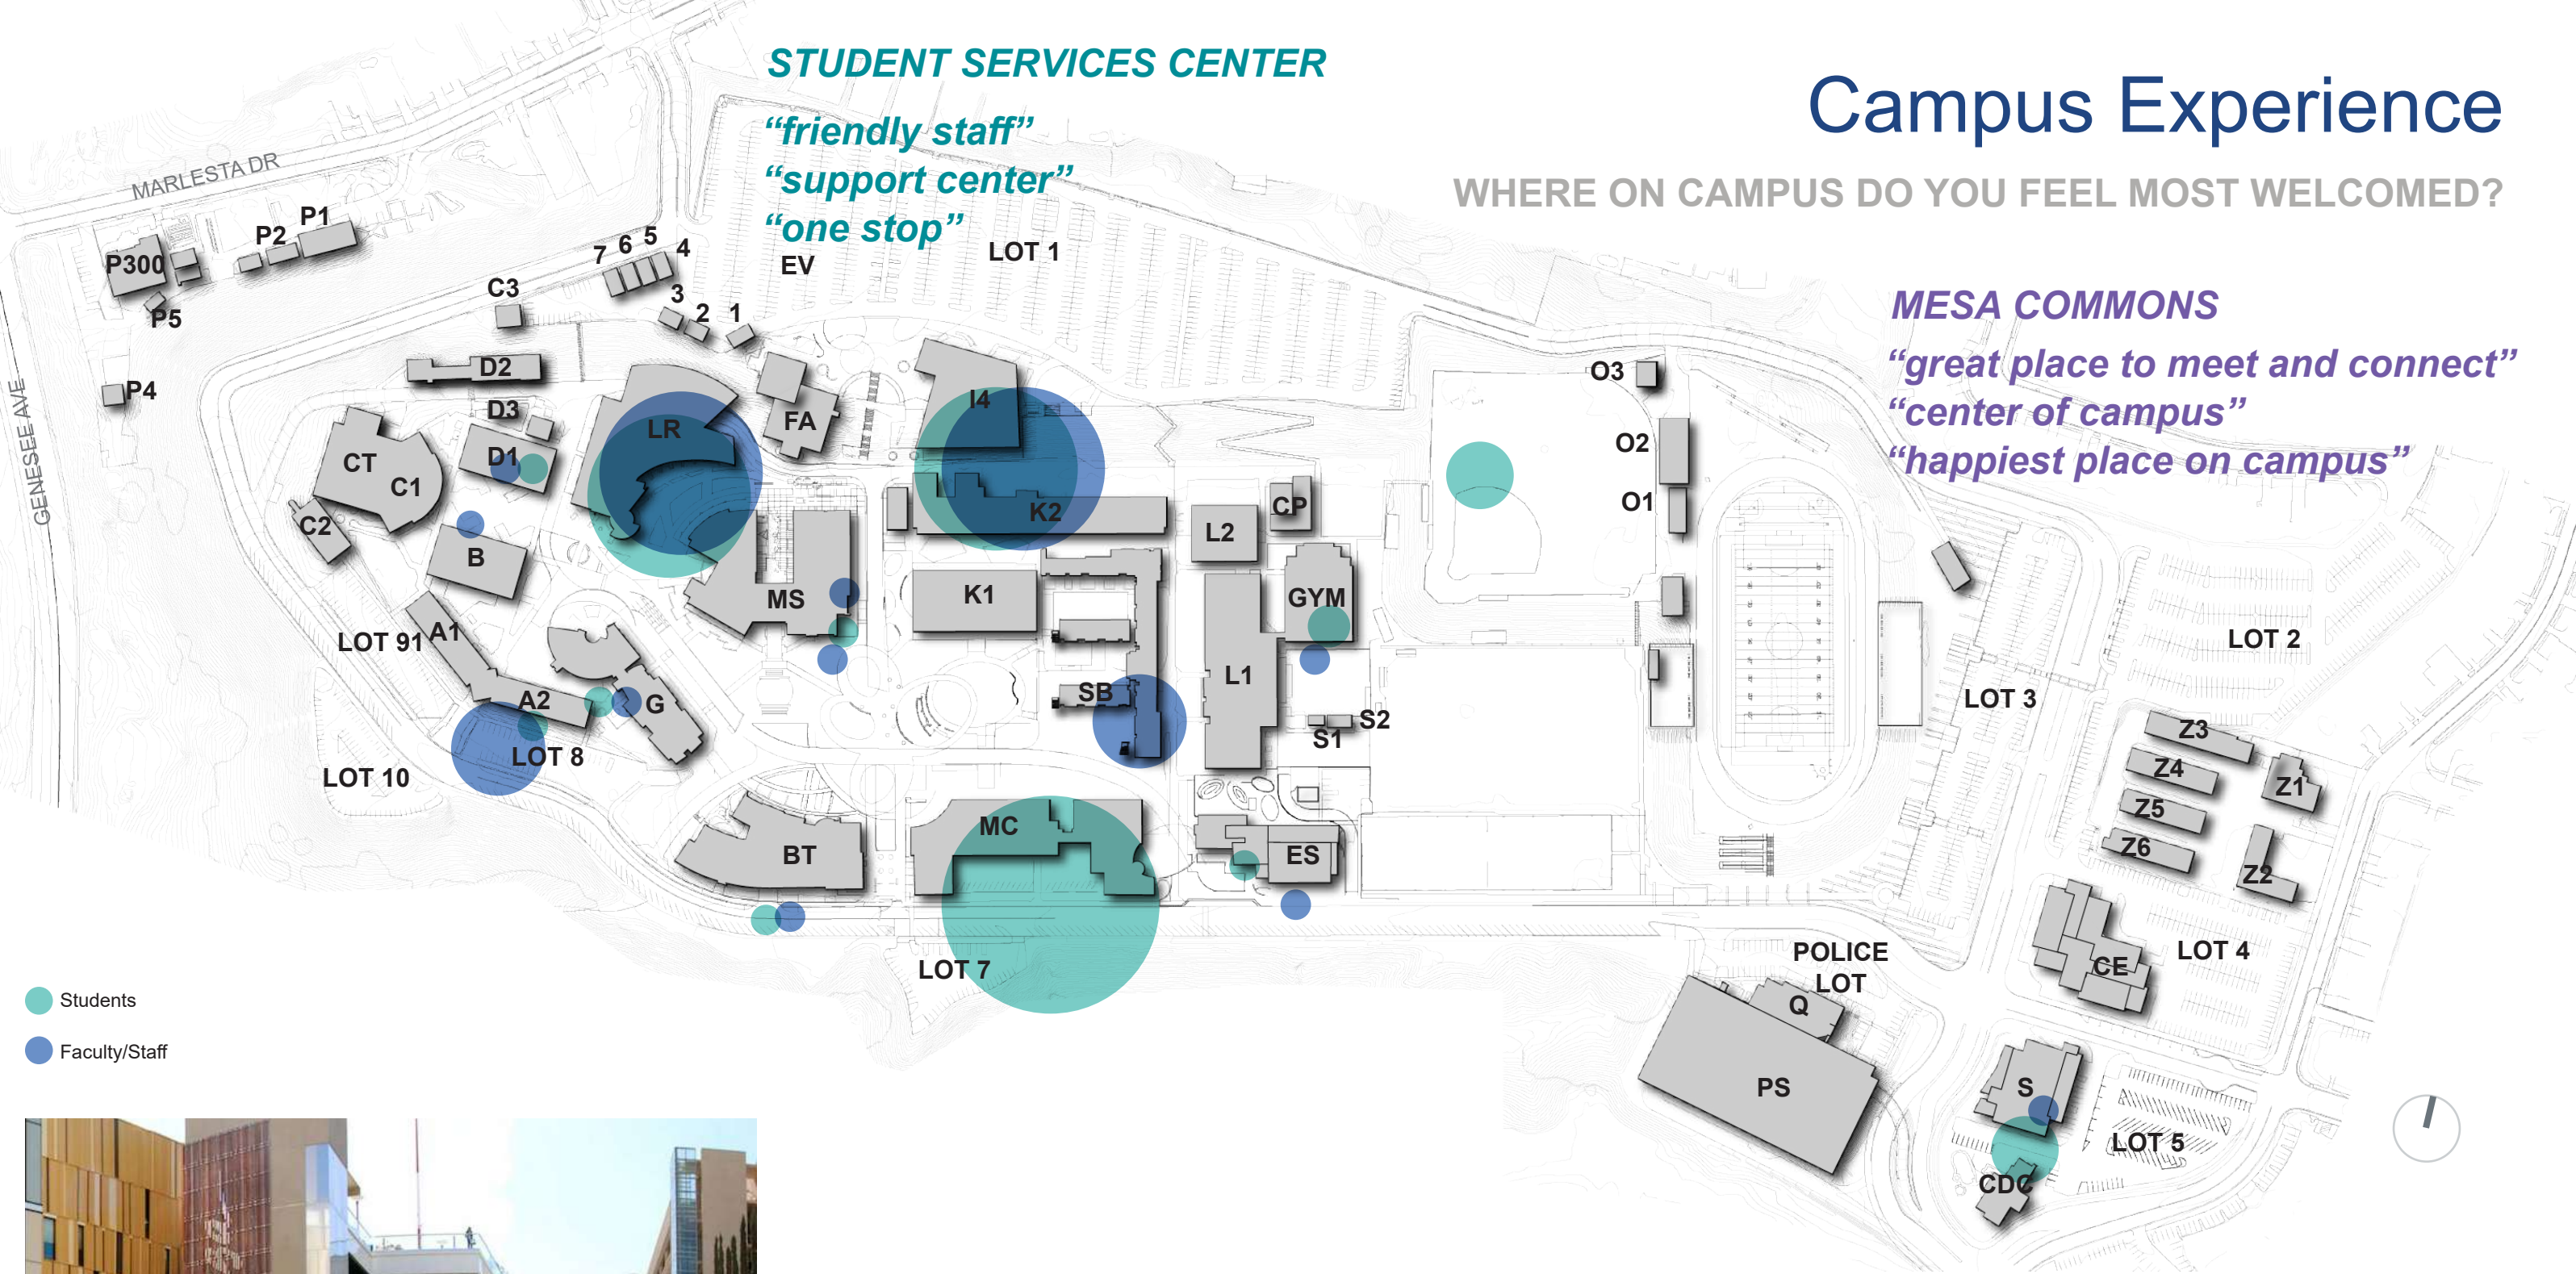 STUDENT SERVICES CENTER
“friendly staff”
“support center”
“one stop”
Campus Experience
WHERE ON CAMPUS DO YOU FEEL MOST WELCOMED?
MESA COMMONS
“great place to meet and connect”
“center of campus”
“happiest place on campus”
MARLESTA DR
GENESEE AVE
P300
P2
P1
P5
P4
C3
7
6
5
4
3
2
1
EV
LOT 1
D2
D3
D1
CT
C1
C2
B
LR
FA
I4
K2
K1
MS
L2
CP
GYM
L1
S1
S2
SB
O3
O2
O1
LOT 91
A1
A2
G
LOT 8
LOT 10
BT
MC
ES
LOT 7
LOT 2
LOT 3
Z3
Z4
Z5
Z6
Z1
Z2
CE
LOT 4
POLICE
LOT
Q
PS
S
LOT 5
CDC
Students
Faculty/Staff